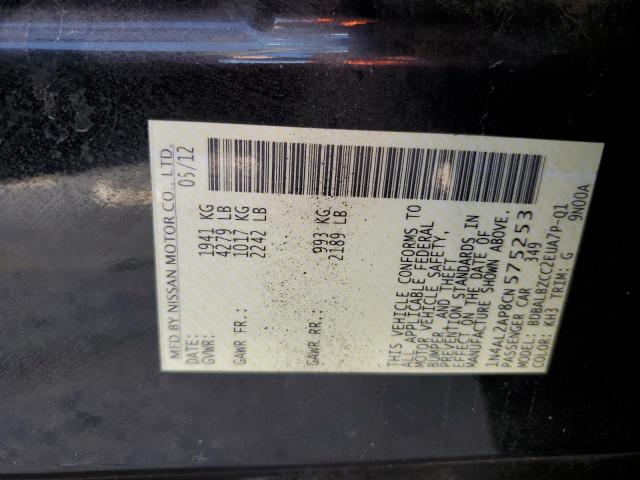 MFD BY NISSAN MOTOR CO., LTD.
DATE: 05/12
GVWR: 1941 KG
4279 LB
GAWR FR.: 1017 KG
2242 LB
GAWR RR.: 993 KG
2189 LB
THIS VEHICLE CONFORMS TO
ALL APPLICABLE FEDERAL
MOTOR VEHICLE SAFETY,
BUMPER, AND THEFT
PREVENTION STANDARDS IN
EFFECT ON THE DATE OF
MANUFACTURE SHOWN ABOVE.
1N4AL2AP8CN575253
PASSENGER CAR 349
MODEL: BDBALBZCC2EUA7P-Q1
COLOR: KH3 TRIM: G 9N00A